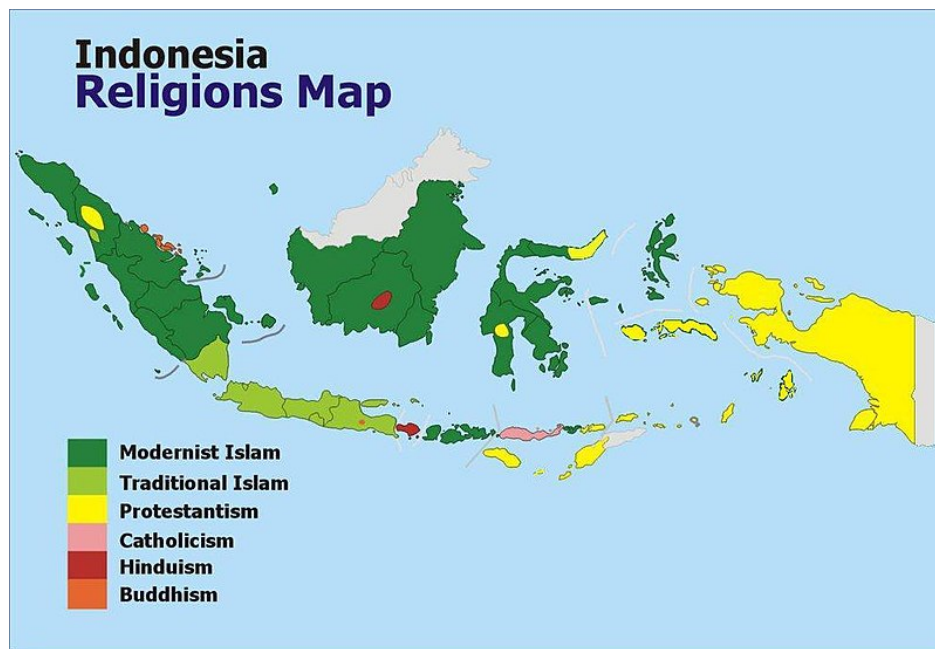 Indonesia
Religions Map
Modernist Islam
Traditional Islam
Protestantism
Catholicism
Hinduism
Buddhism